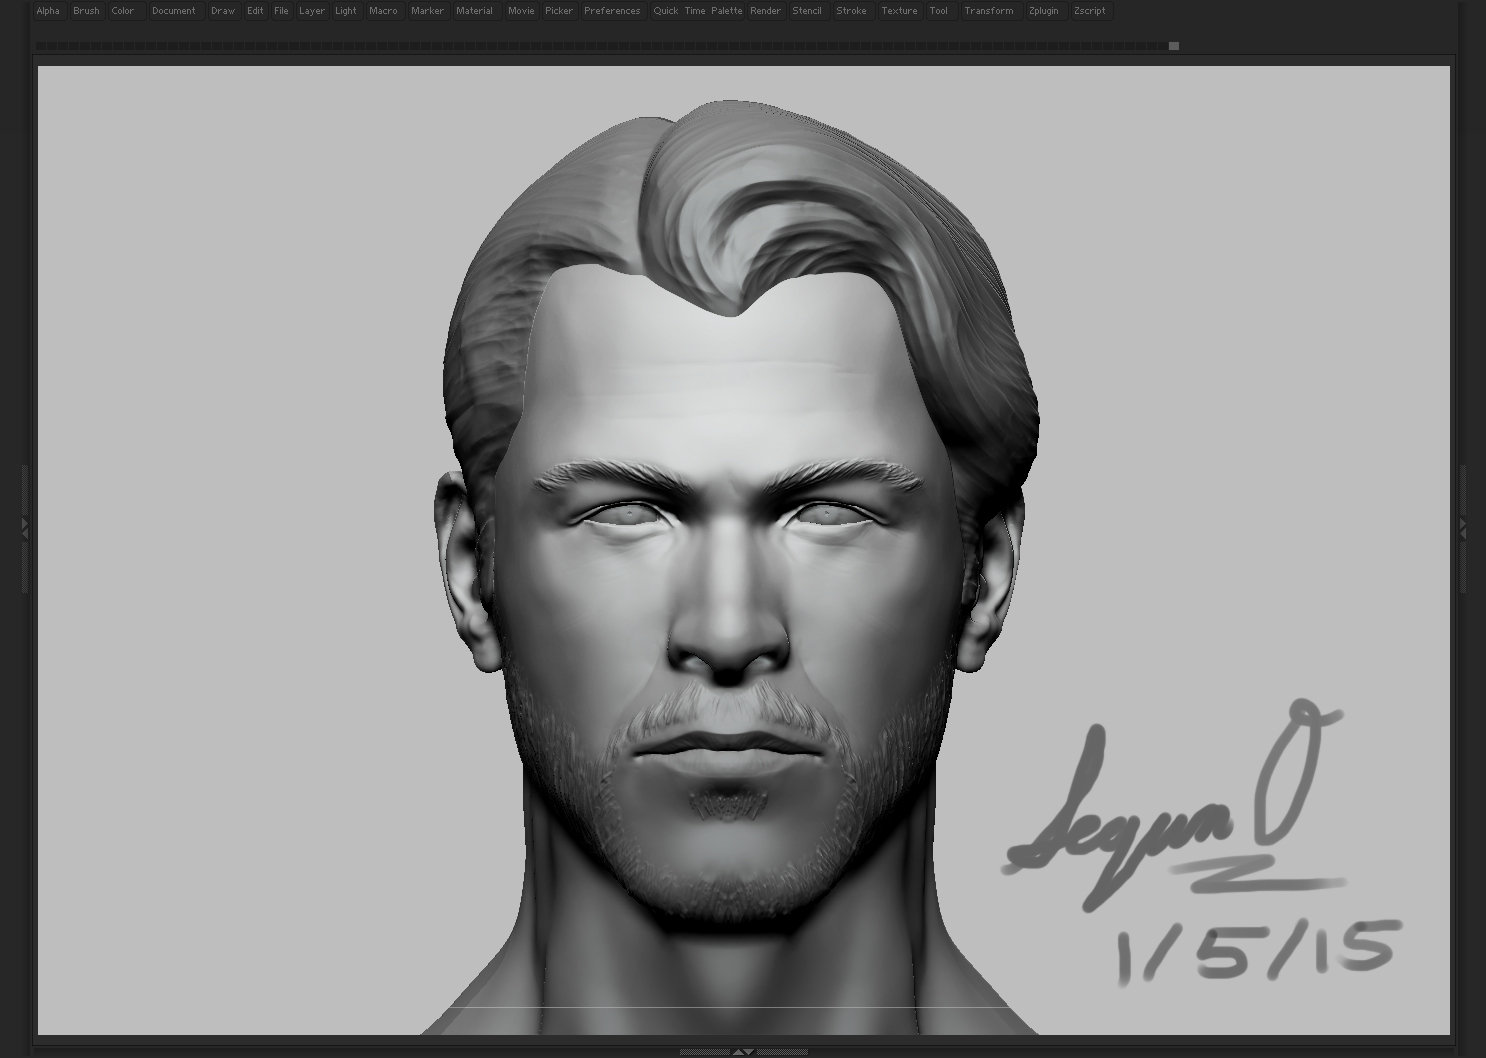 Alpha Brush Color Document Draw Edit File Layer Light Macro Marker Material Movie Picker Preferences Quick Time Palette Render Stencil Stroke Texture Tool Transform Zplugin Zscript
Segun O
1/5/15